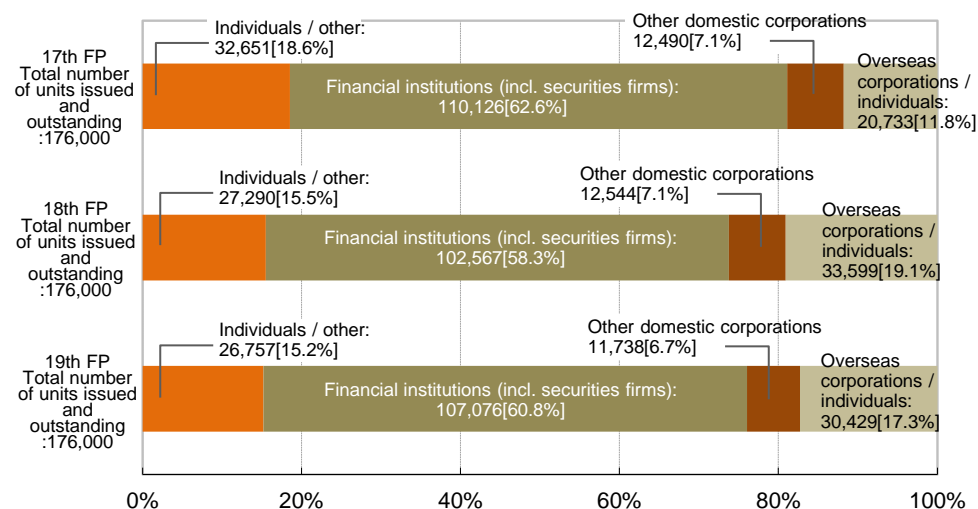 17th FP
Total number
of units issued
and
outstanding
:176,000
Individuals / other:
32,651[18.6%]
Financial institutions (incl. securities firms):
110,126[62.6%]
Other domestic corporations
12,490[7.1%]
Overseas
corporations /
individuals:
20,733[11.8%]
18th FP
Total number
of units issued
and
outstanding
:176,000
Individuals / other:
27,290[15.5%]
Financial institutions (incl. securities firms):
102,567[58.3%]
Other domestic corporations
12,544[7.1%]
Overseas
corporations /
individuals:
33,599[19.1%]
19th FP
Total number
of units issued
and
outstanding
:176,000
Individuals / other:
26,757[15.2%]
Financial institutions (incl. securities firms):
107,076[60.8%]
Other domestic corporations
11,738[6.7%]
Overseas
corporations /
individuals:
30,429[17.3%]
0% 20% 40% 60% 80% 100%